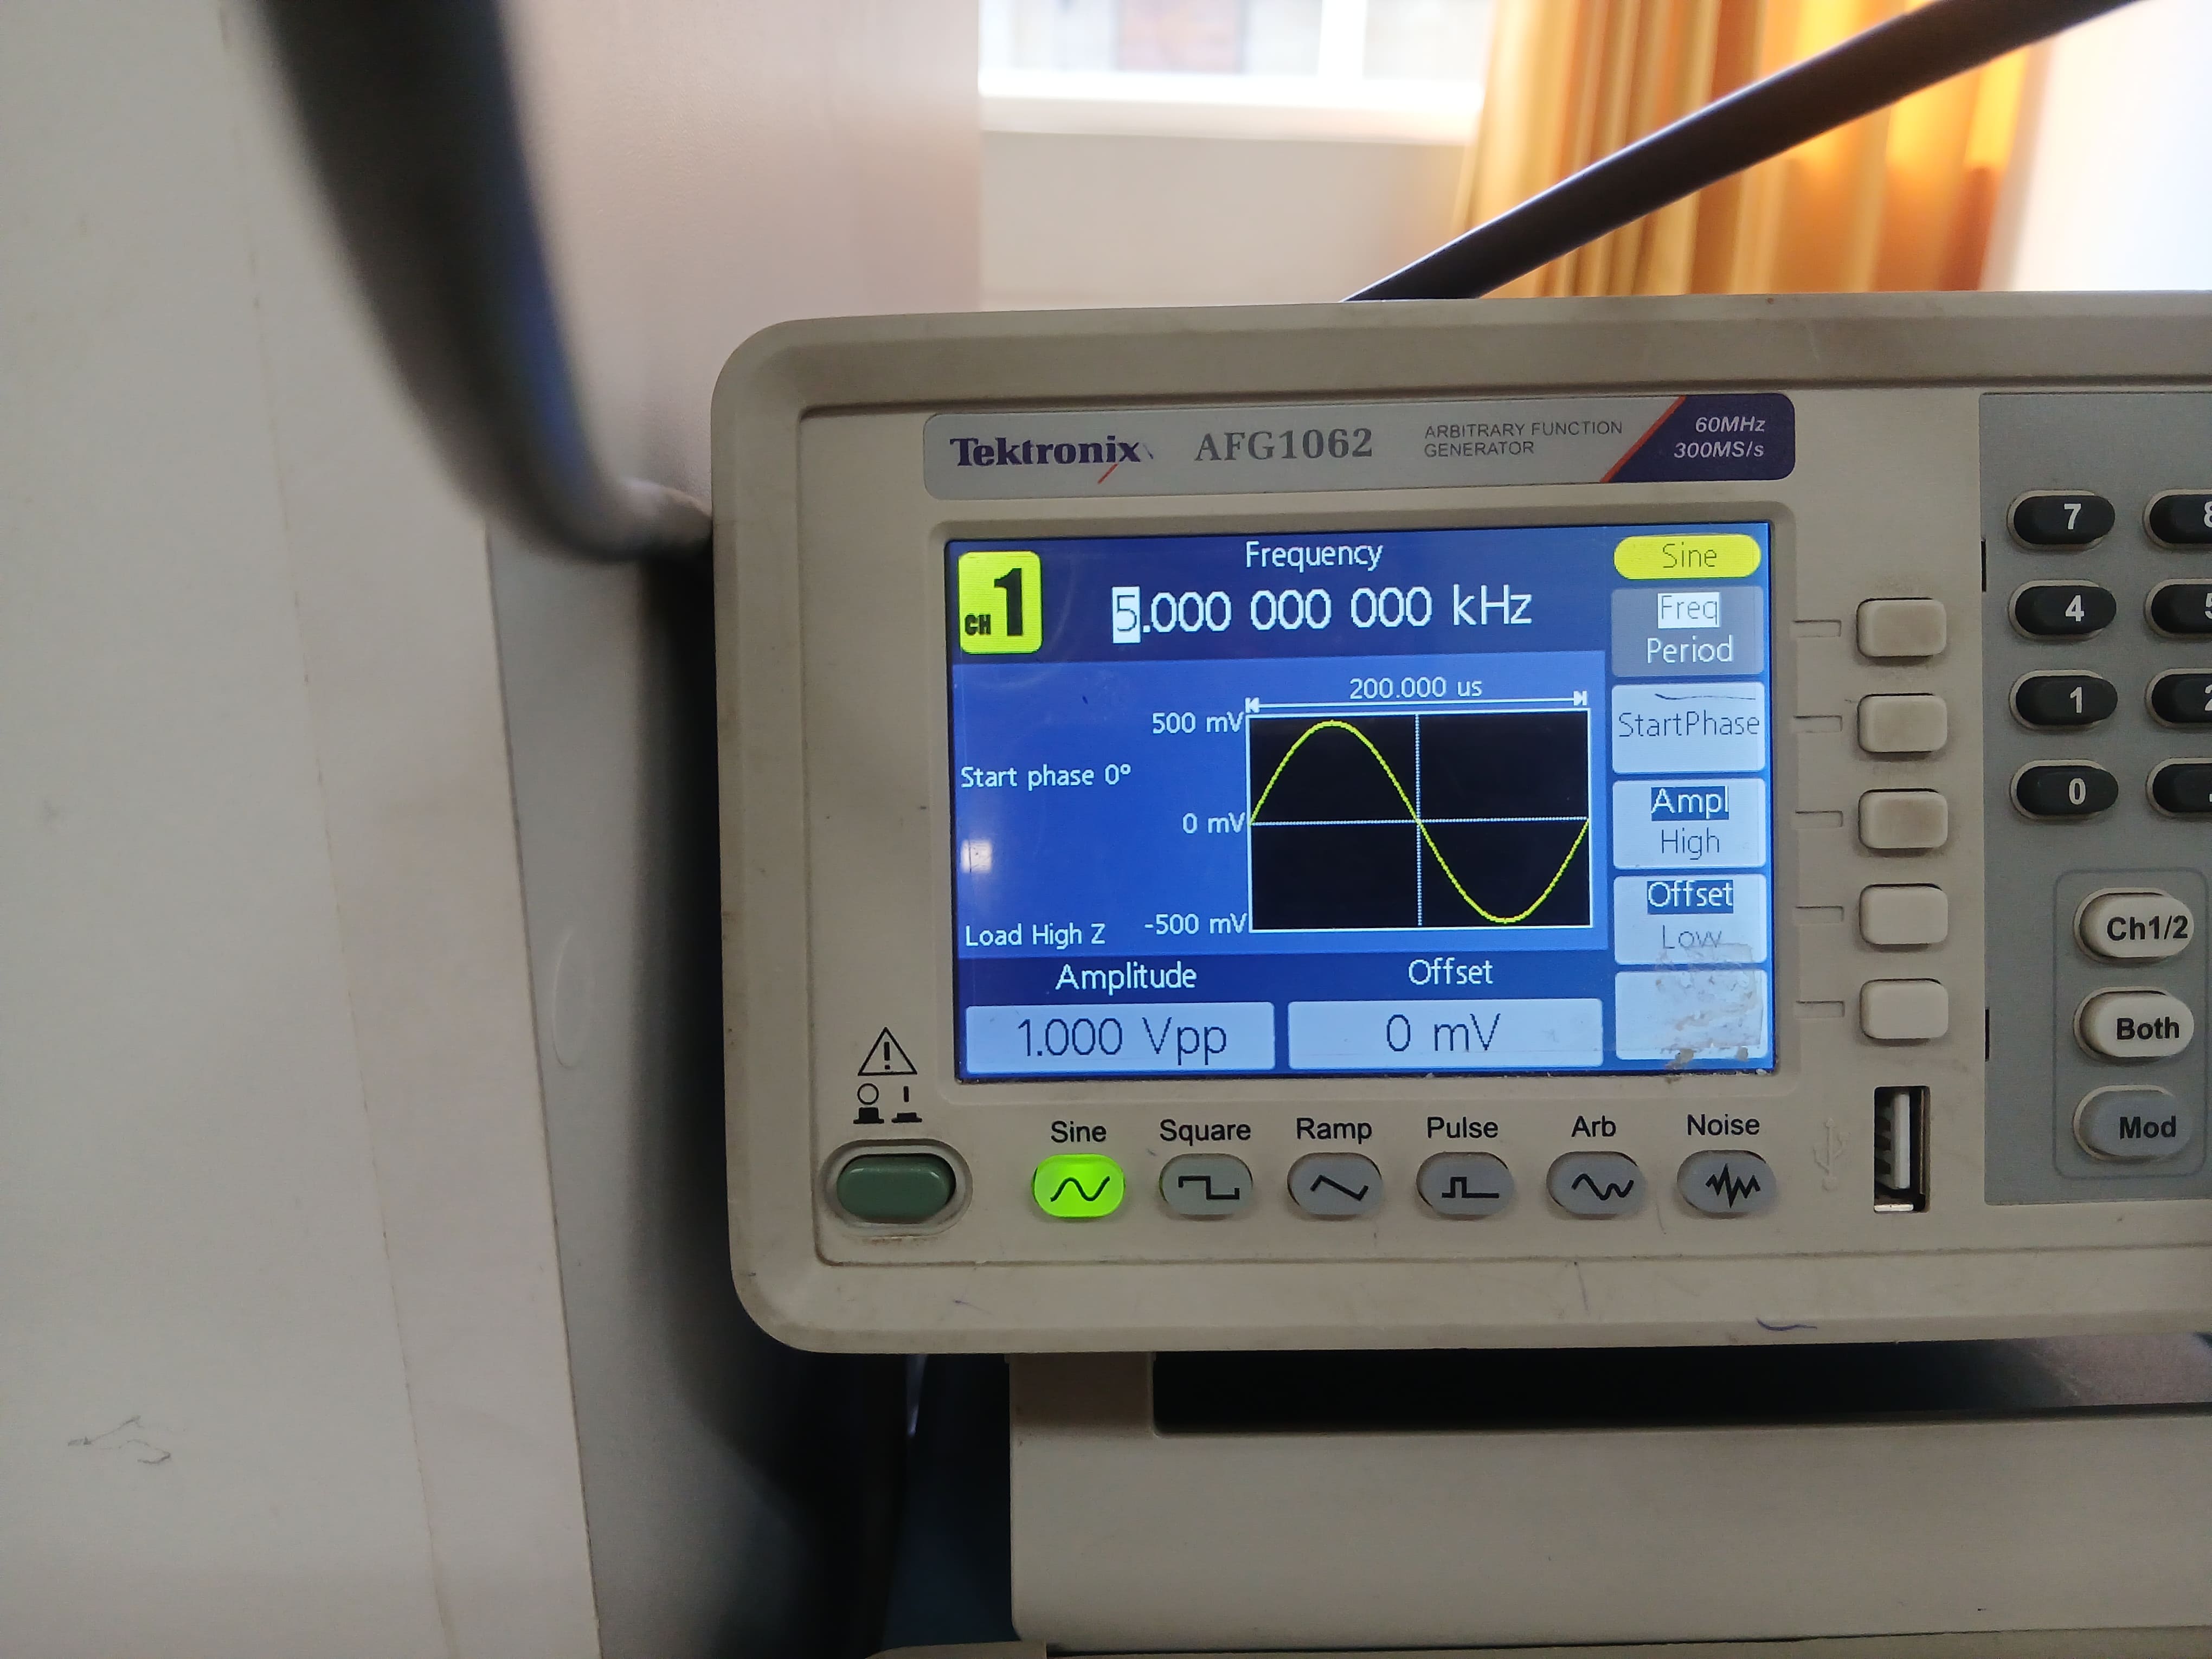 Tektronix AFG1062 ARBITRARY FUNCTION GENERATOR 60MHz 300MS/s
CH 1
Frequency
5.000 000 000 kHz
Sine
Freq
Period
StartPhase
Ampl
High
Offset
Low
200.000 us
500 mV
Start phase 0°
0 mV
Load High Z
-500 mV
Amplitude
Offset
1.000 Vpp
0 mV
Sine Square Ramp Pulse Arb Noise
7
4
1
0
Ch1/2
Both
Mod